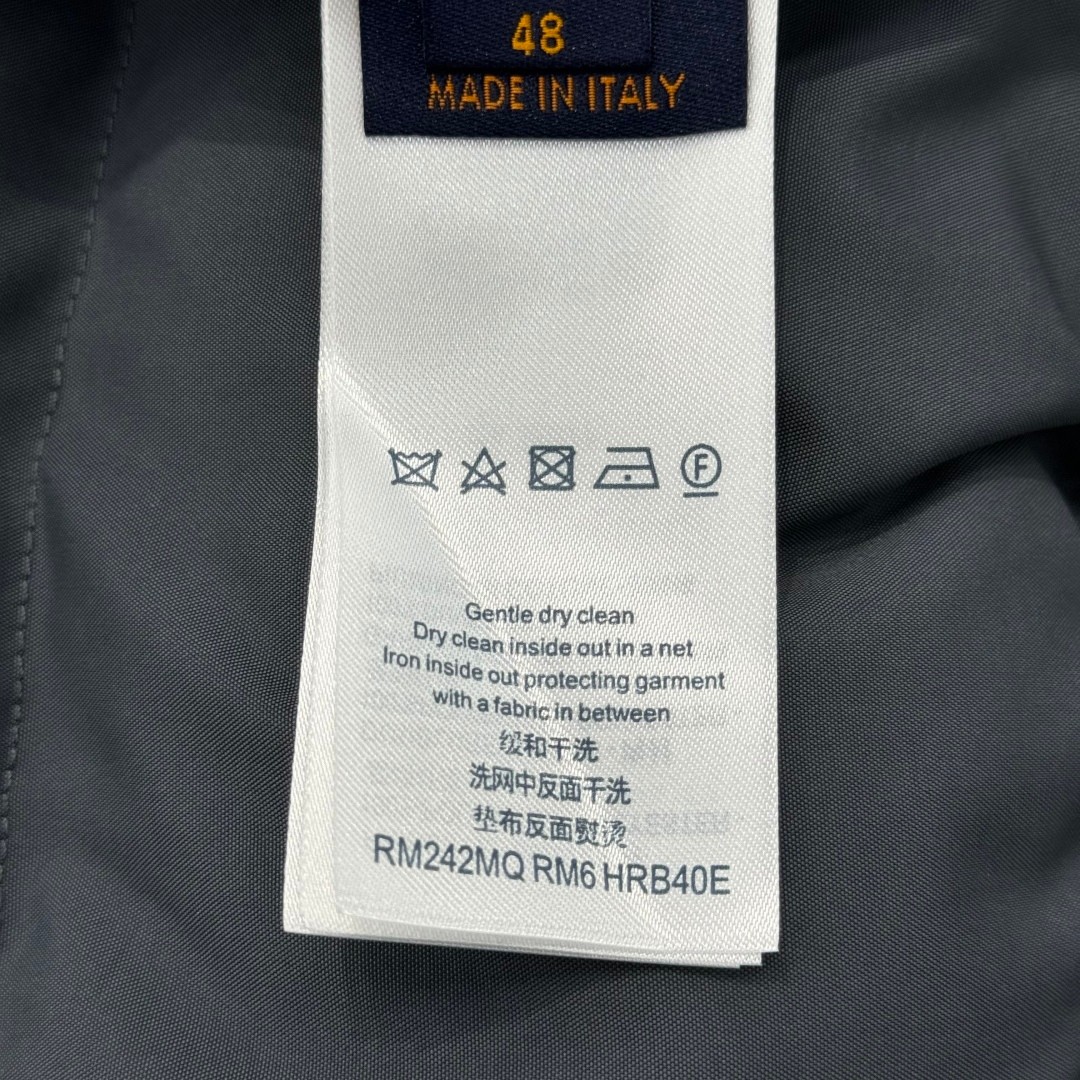 48
MADE IN ITALY
F
Gentle dry clean
Dry clean inside out in a net
Iron inside out protecting garment
with a fabric in between
缓和干洗
洗网中反面干洗
垫布反面熨烫
RM242MQ RM6 HRB40E